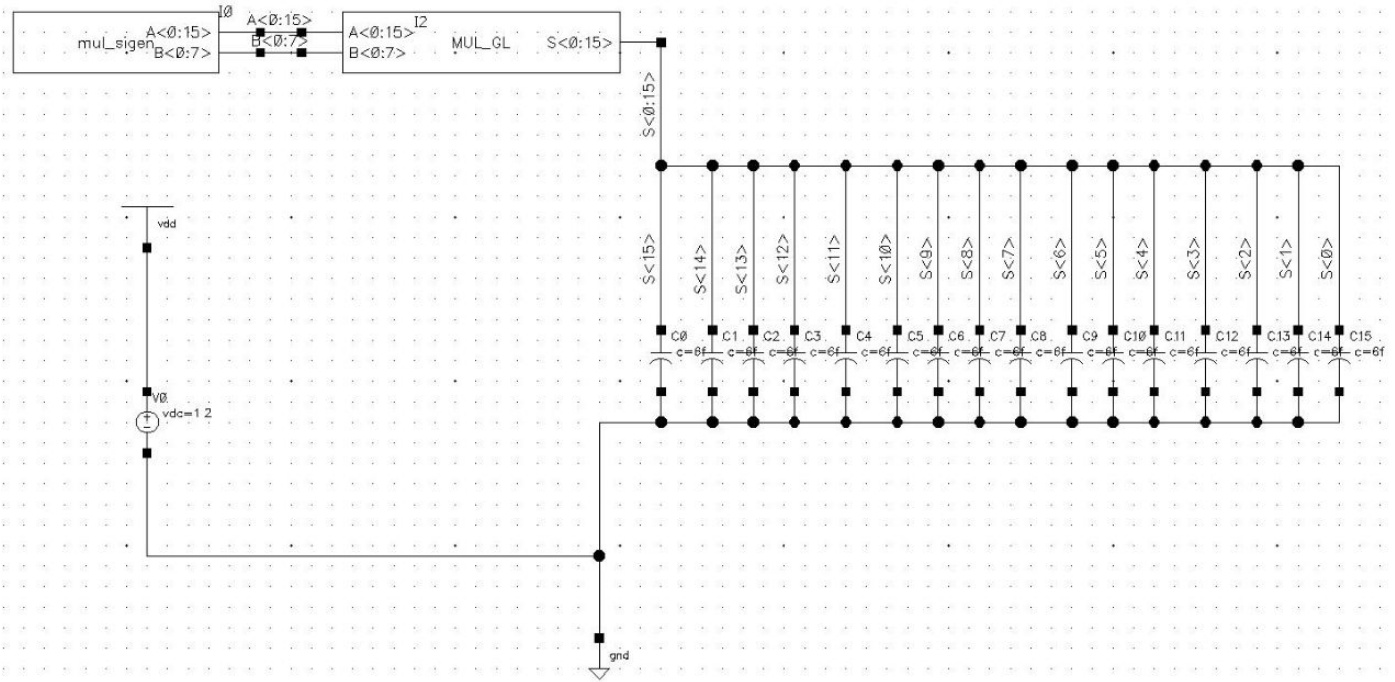 I0
A<0:15>
I2
mul_sigen
A<0:15>
B<0:7>
B<0:7>
A<0:15>
B<0:7>
MUL_GL
S<0:15>
S<0:15>
vdd
S<15>
S<14>
S<13>
S<12>
S<11>
S<10>
S<9>
S<8>
S<7>
S<6>
S<5>
S<4>
S<3>
S<2>
S<1>
S<0>
C0 C1 C2 C3 C4 C5 C6 C7 C8 C9 C10 C11 C12 C13 C14 C15
c=6f c=6f c=6f c=6f c=6f c=6f c=6f c=6f c=6f c=6f c=6f c=6f c=6f c=6f c=6f c=6f
V0
vdc=1.2
gnd